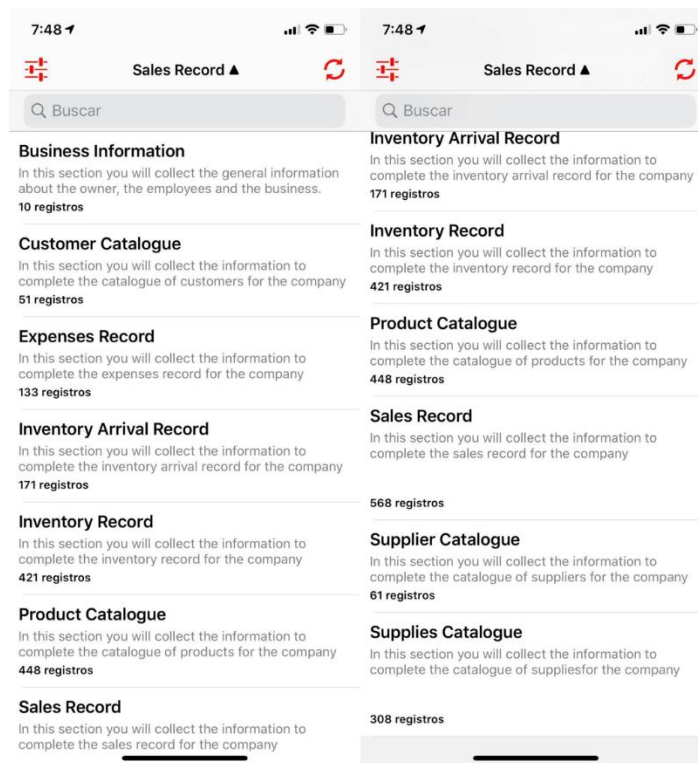 7:48
Sales Record ▲
Buscar
Business Information
In this section you will collect the general information
about the owner, the employees and the business.
10 registros
Customer Catalogue
In this section you will collect the information to
complete the catalogue of customers for the company
51 registros
Expenses Record
In this section you will collect the information to
complete the expenses record for the company
133 registros
Inventory Arrival Record
In this section you will collect the information to
complete the inventory arrival record for the company
171 registros
Inventory Record
In this section you will collect the information to
complete the inventory record for the company
421 registros
Product Catalogue
In this section you will collect the information to
complete the catalogue of products for the company
448 registros
Sales Record
In this section you will collect the information to
complete the sales record for the company
7:48
Sales Record ▲
Buscar
Inventory Arrival Record
In this section you will collect the information to
complete the inventory arrival record for the company
171 registros
Inventory Record
In this section you will collect the information to
complete the inventory record for the company
421 registros
Product Catalogue
In this section you will collect the information to
complete the catalogue of products for the company
448 registros
Sales Record
In this section you will collect the information to
complete the sales record for the company
568 registros
Supplier Catalogue
In this section you will collect the information to
complete the catalogue of suppliers for the company
61 registros
Supplies Catalogue
In this section you will collect the information to
complete the catalogue of suppliesfor the company
308 registros